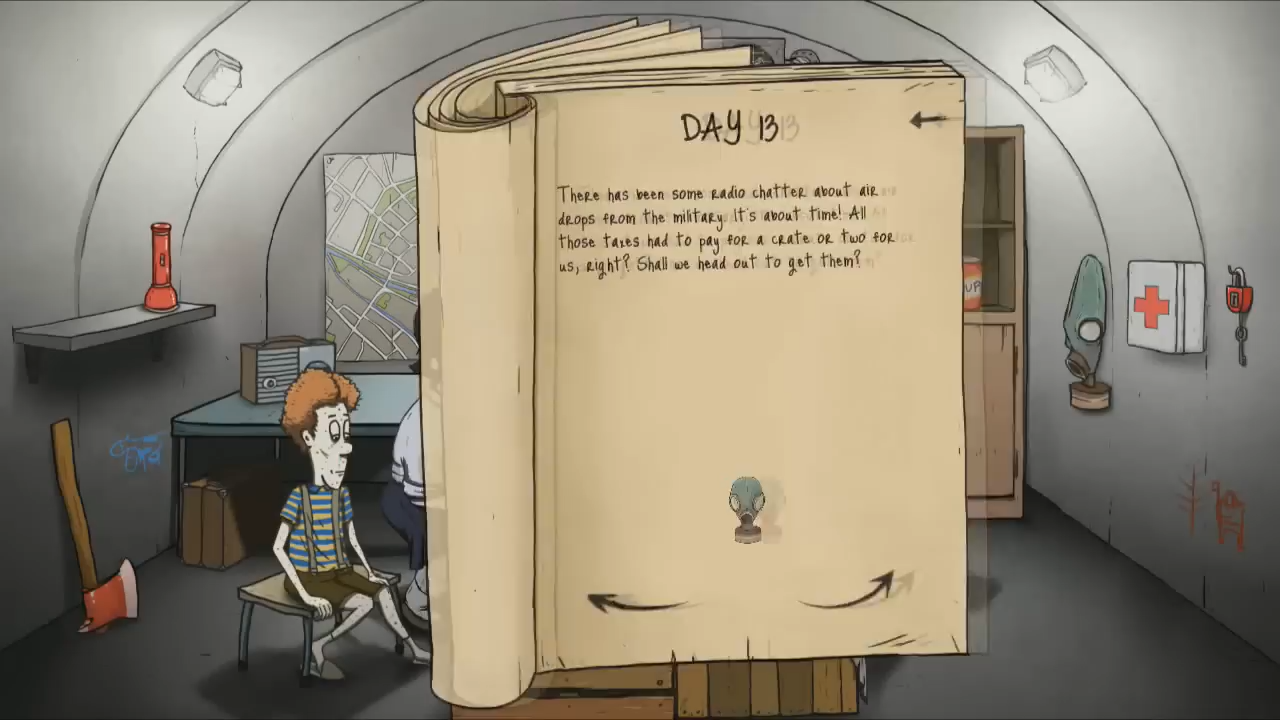 DAY 13
There has been some radio chatter about air
drops from the military. It's about time! All
those taxes had to pay for a crate or two for
us, right? Shall we head out to get them?
UP